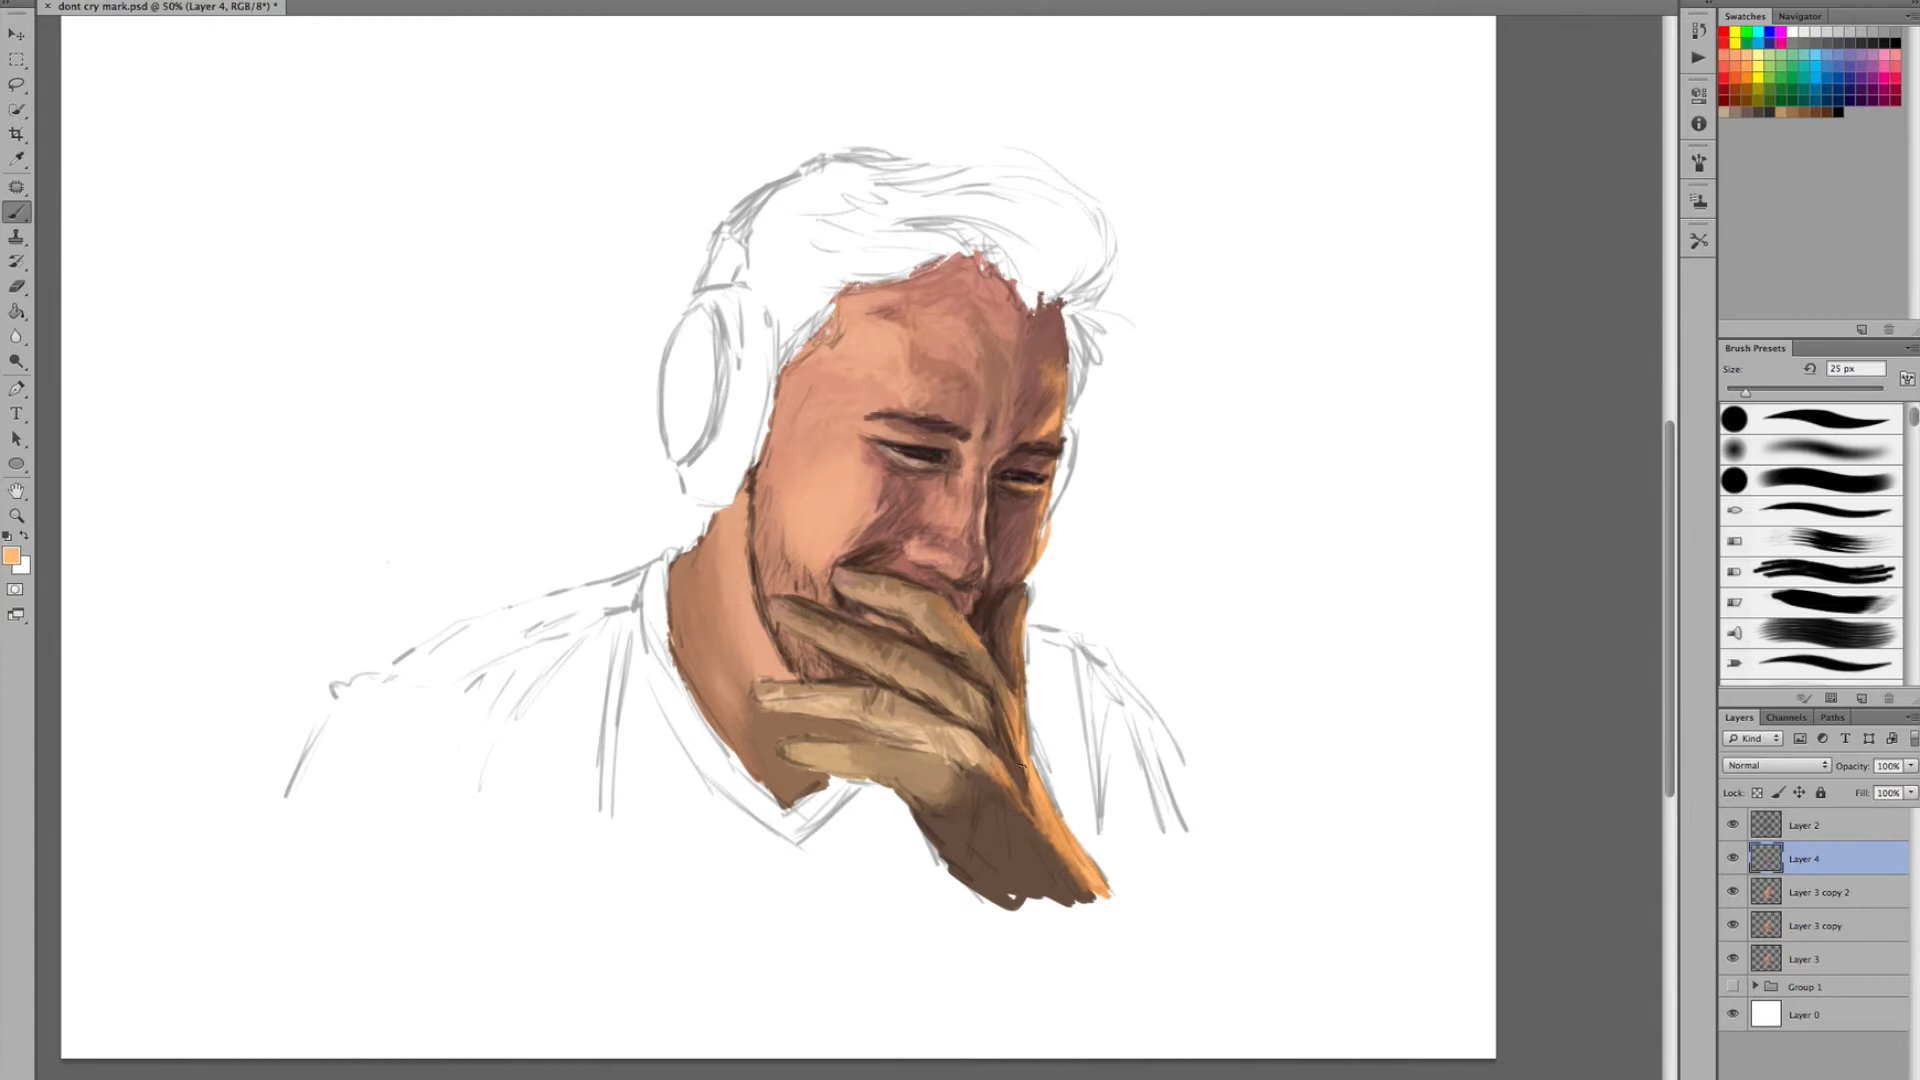 dont cry mark.psd @ 50% (Layer 4, RGB/8*) *
Swatches
Navigator
Brush Presets
Size:
25 px
Layers
Channels
Paths
Kind
Normal
Opacity:
100%
Lock:
Fill:
100%
Layer 2
Layer 4
Layer 3 copy 2
Layer 3 copy
Layer 3
Group 1
Layer 0